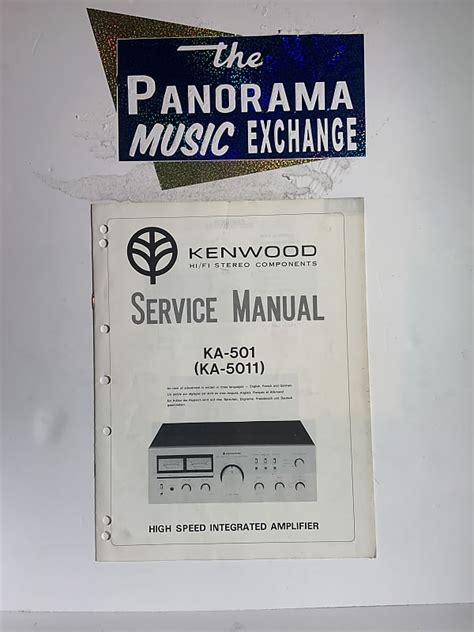 the
PANORAMA
MUSIC EXCHANGE
KENWOOD
HI/FI STEREO COMPONENTS
SERVICE MANUAL
KA-501
(KA-5011)
HIGH SPEED INTEGRATED AMPLIFIER